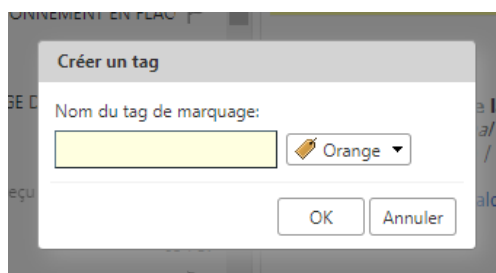 Créer un tag
Nom du tag de marquage:
Orange
OK
Annuler